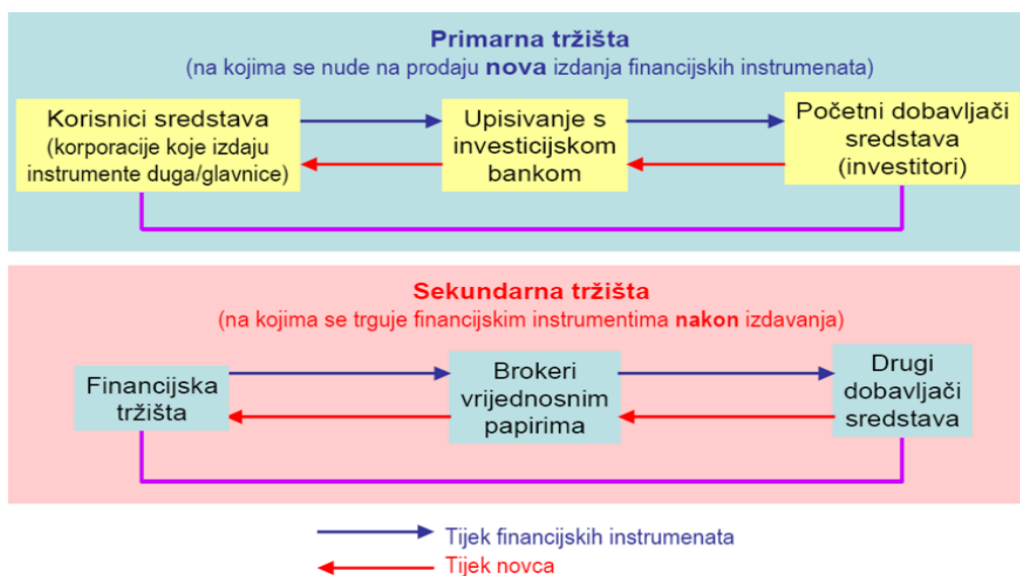 Primarna tržišta
(na kojima se nude na prodaju nova izdanja financijskih instrumenata)
Korisnici sredstava
(korporacije koje izdaju
instrumente duga/glavnice)
Upisivanje s
investicijskom
bankom
Početni dobavljači
sredstava
(investitori)
Sekundarna tržišta
(na kojima se trguje financijskim instrumentima nakon izdavanja)
Financijska
tržišta
Brokeri
vrijednosnim
papirima
Drugi
dobavljači
sredstava
Tijek financijskih instrumenata
Tijek novca